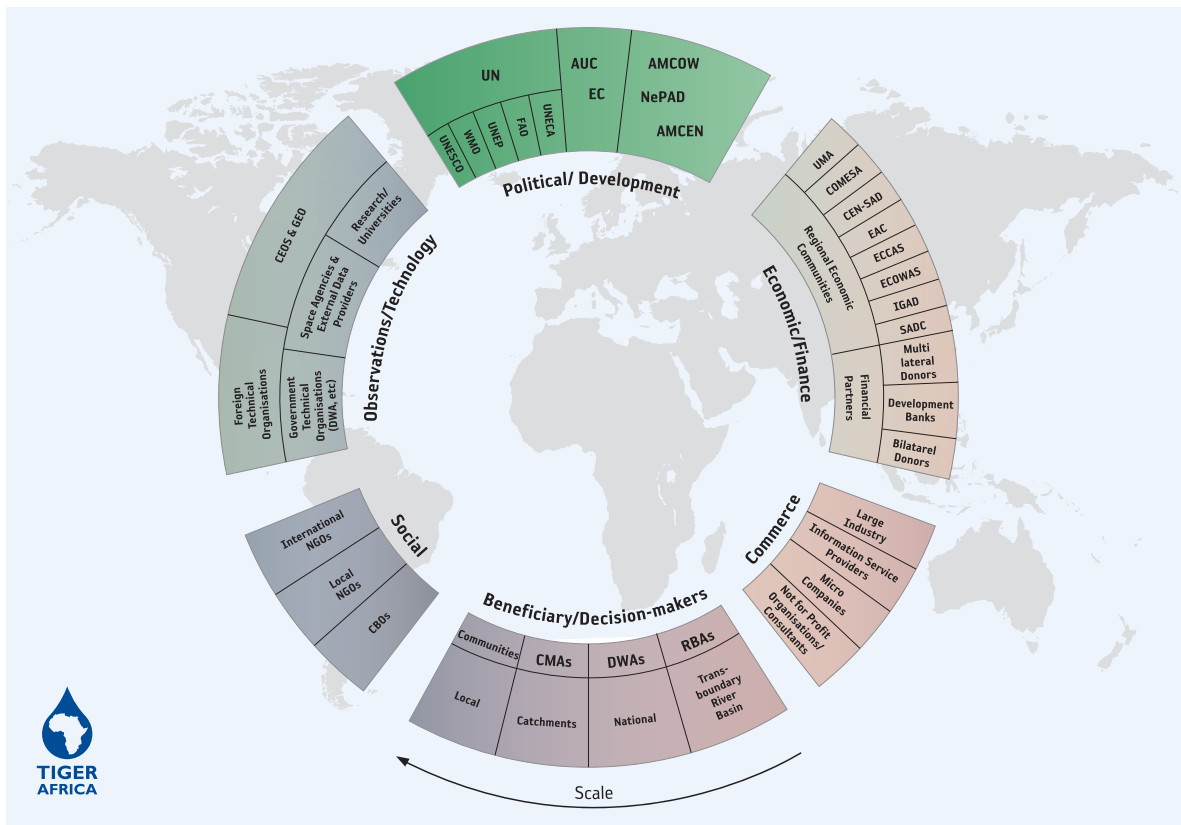 UN
UNESCO
WMO
UNEP
FAO
UNECA
AUC
EC
AMCOW
NePAD
AMCEN
Political/ Development
UMA
COMESA
CEN-SAD
EAC
ECCAS
ECOWAS
IGAD
SADC
Regional Economic
Communities
Multi
lateral
Donors
Development
Banks
Bilatarel
Donors
Financial
Partners
Economic/Finance
Large
Industry
Information Service
Providers
Micro
Companies
Not for Profit
Organisations/
Consultants
Commerce
Beneficiary/Decision-makers
Communities
CMAs
DWAs
RBAs
Local
Catchments
National
Trans-
boundary
River
Basin
Scale
Social
International
NGOs
Local
NGOs
CBOs
Observations/Technology
CEOS & GEO
Research/
Universities
Space Agencies &
External Data
Providers
Foreign
Technical
Organisations
Government
Technical
Organisations
(DWA, etc)
TIGER
AFRICA